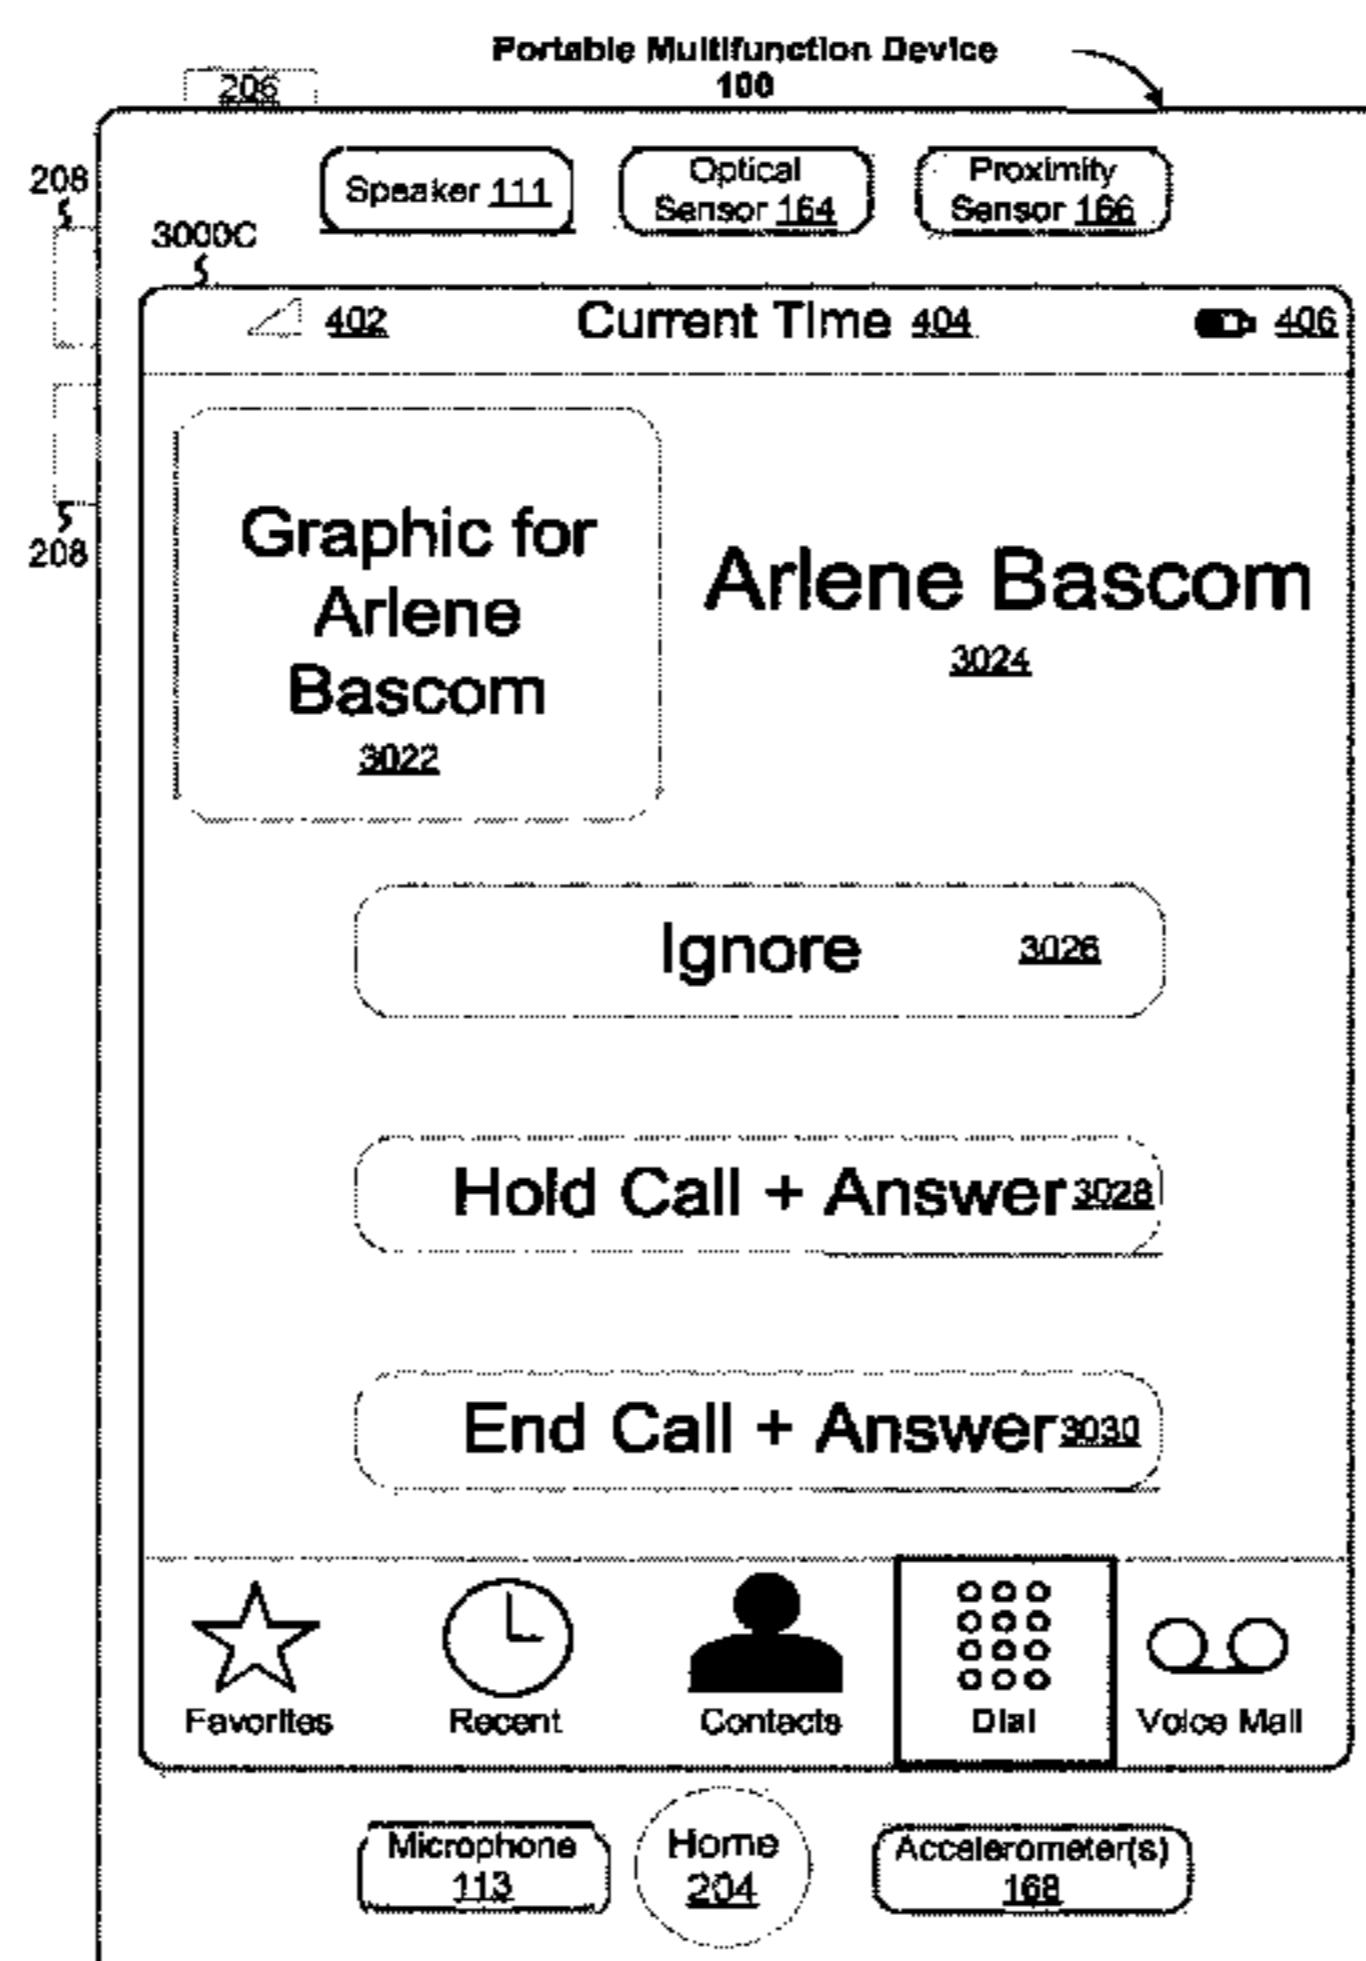 Portable Multifunction Device
100
206
208
Speaker 111
Optical
Sensor 164
Proximity
Sensor 166
3000C
402
Current Time 404
406
208
Graphic for
Arlene
Bascom
3022
Arlene Bascom
3024
Ignore 3026
Hold Call + Answer 3028
End Call + Answer 3030
Favorites
Recent
Contacts
Dial
Voice Mail
Microphone
113
Home
204
Accelerometer(s)
168